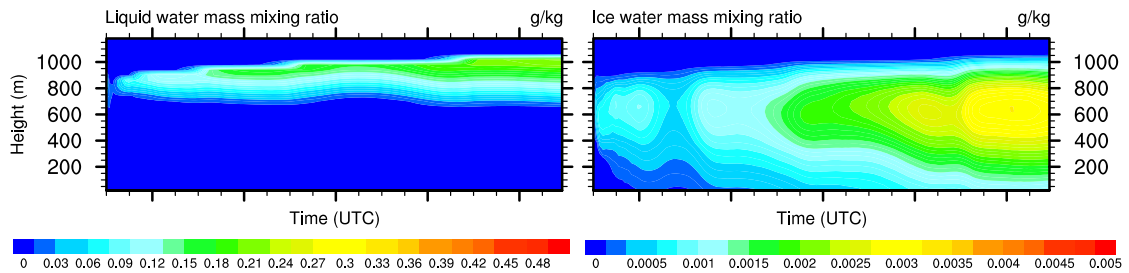 Liquid water mass mixing ratio g/kg
Ice water mass mixing ratio g/kg
Height (m)
1000
800
600
400
200
1000
800
600
400
200
Time (UTC)
Time (UTC)
0 0.03 0.06 0.09 0.12 0.15 0.18 0.21 0.24 0.27 0.3 0.33 0.36 0.39 0.42 0.45 0.48
0 0.0005 0.001 0.0015 0.002 0.0025 0.003 0.0035 0.004 0.0045 0.005